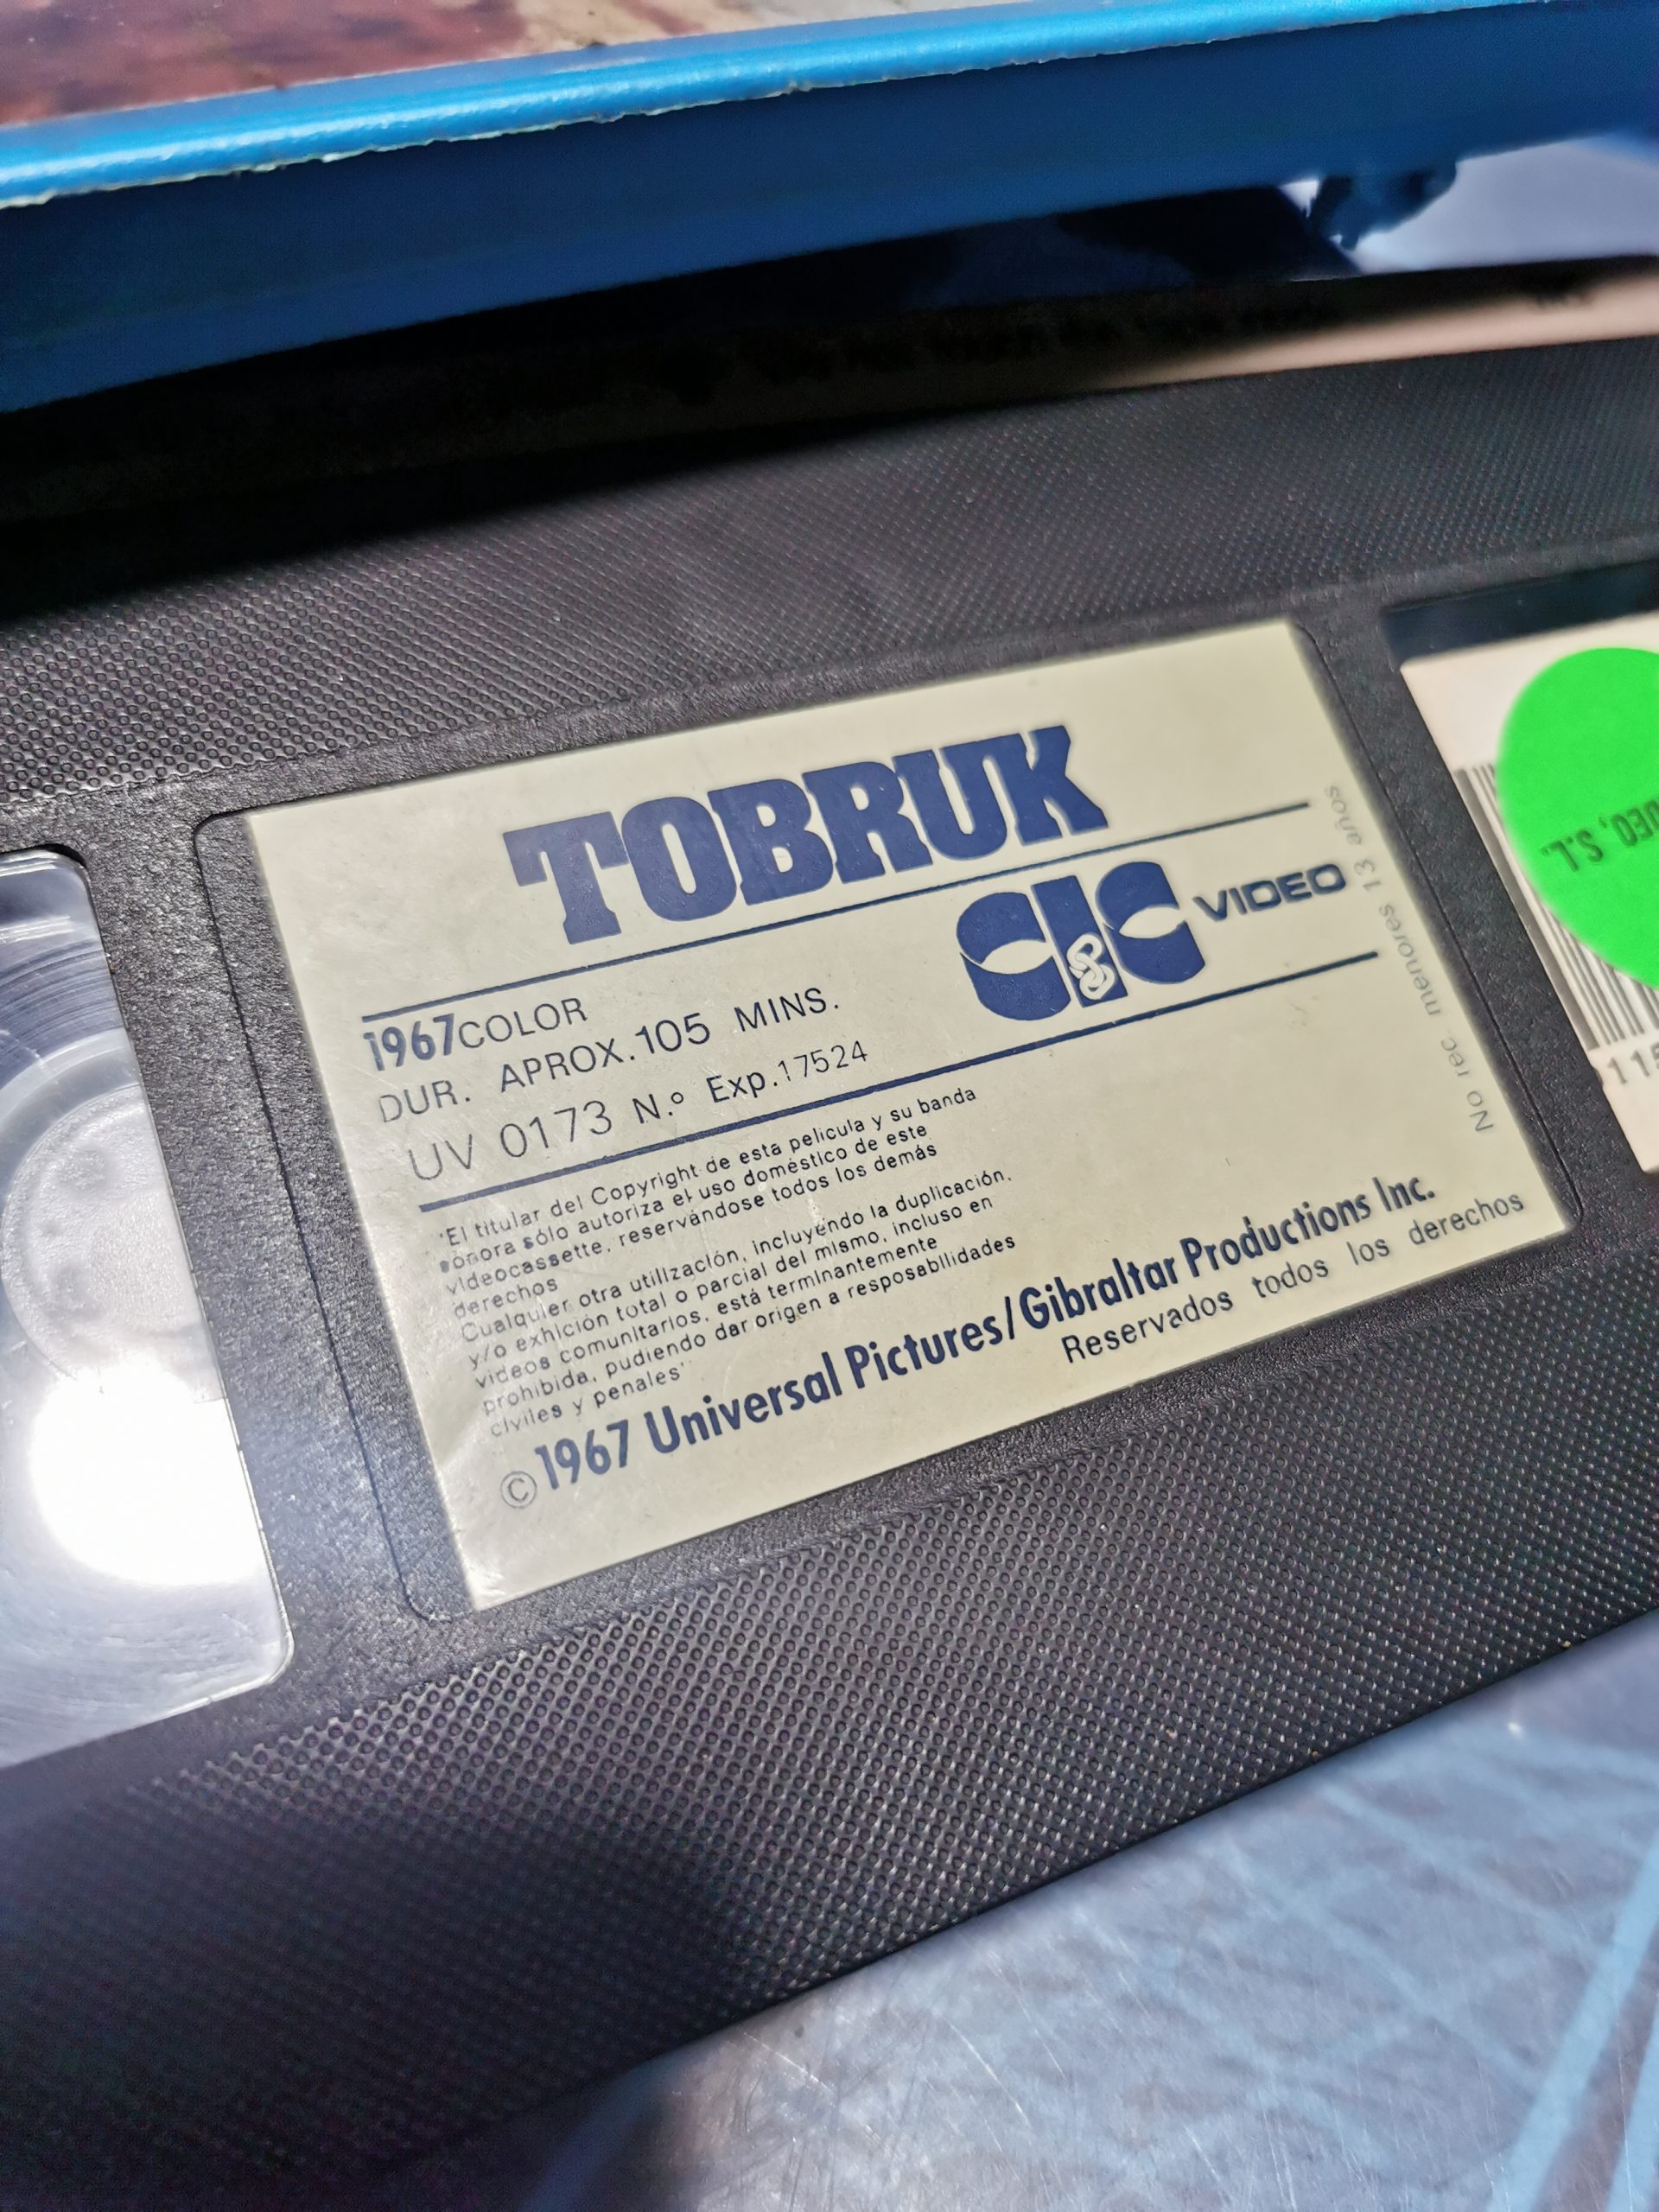 TOBRUK
1967 COLOR
DUR. APROX. 105 MINS.
UV 0173 N.º Exp. 17524
CIC VIDEO
No rec. menores 13 años
"El titular del Copyright de esta película y su banda
sonora sólo autoriza el uso doméstico de este
videocassette, reservándose todos los demás
derechos
Cualquier otra utilización, incluyendo la duplicación,
y/o exhición total o parcial del mismo, incluso en
videos comunitarios, está terminantemente
prohibida, pudiendo dar origen a responsabilidades
civiles y penales"
© 1967 Universal Pictures/Gibraltar Productions Inc.
Reservados todos los derechos
S.L.